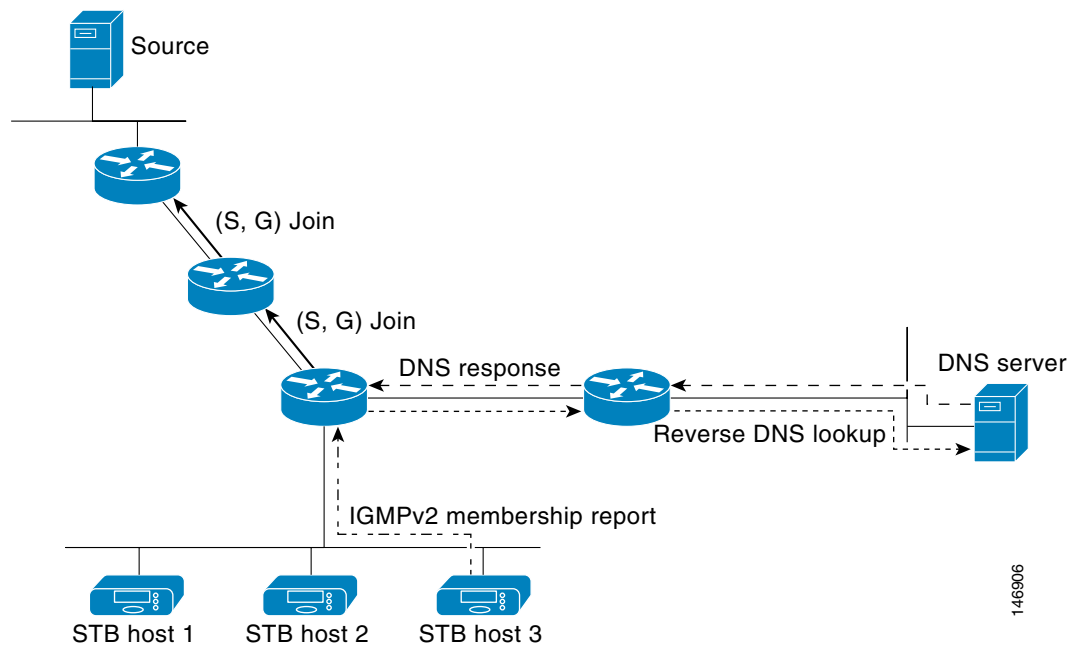 Source
(S, G) Join
(S, G) Join
DNS response
DNS server
Reverse DNS lookup
IGMPv2 membership report
STB host 1
STB host 2
STB host 3
146906